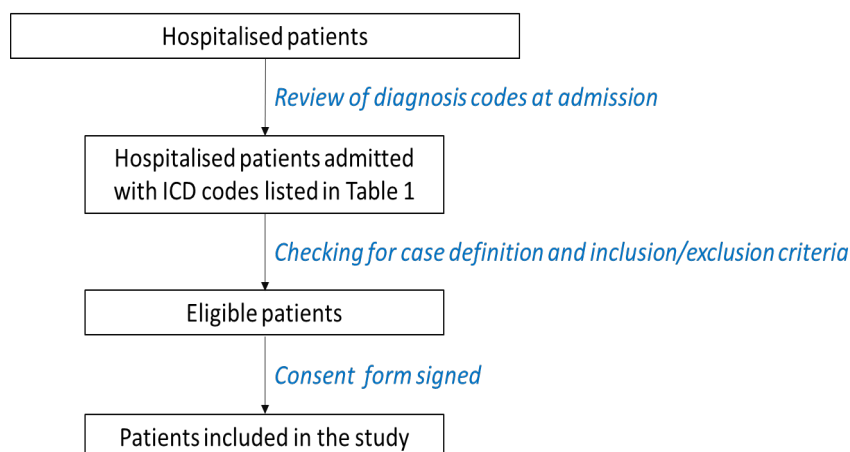 Hospitalised patients
Review of diagnosis codes at admission
Hospitalised patients admitted
with ICD codes listed in Table 1
Checking for case definition and inclusion/exclusion criteria
Eligible patients
Consent form signed
Patients included in the study